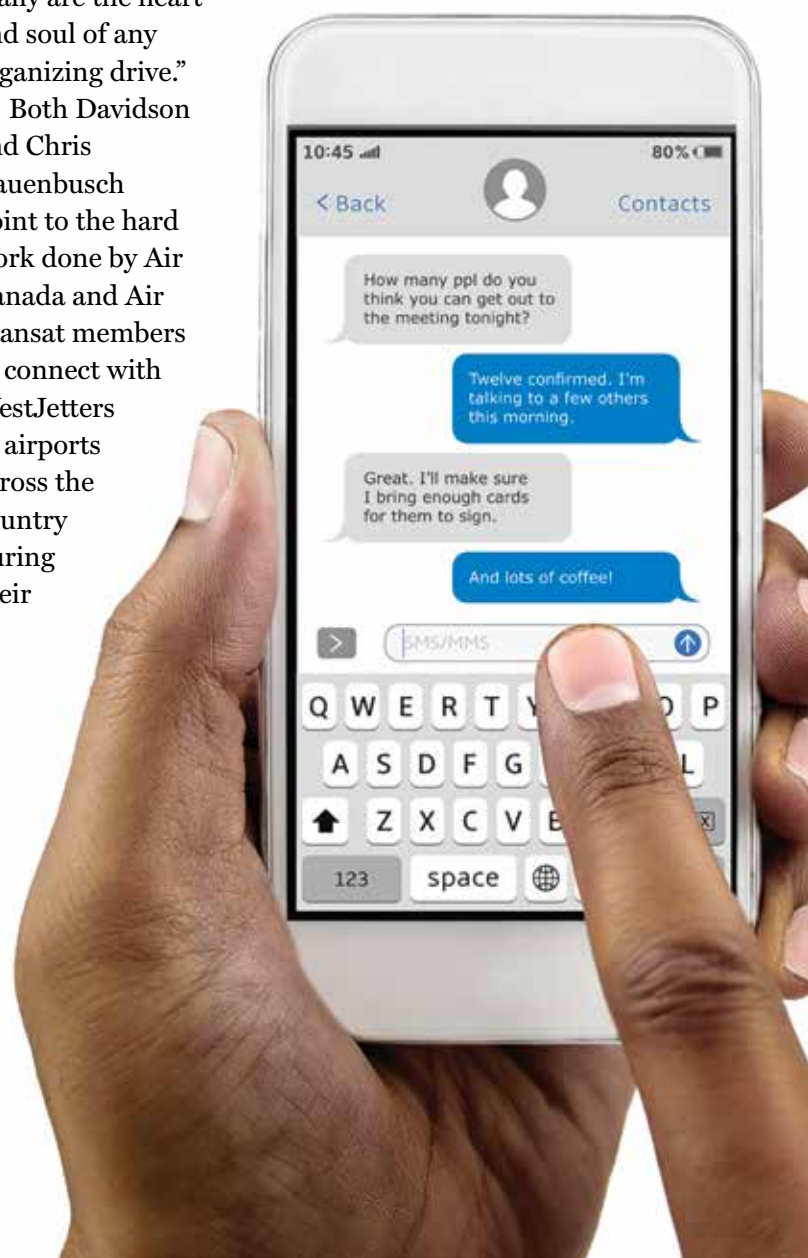 any are the heart
nd soul of any
ganizing drive.”
Both Davidson
nd Chris
auenbusch
oint to the hard
ork done by Air
anada and Air
ansat members
connect with
estJetters
airports
ross the
untry
uring
eir
10:45 80%
< Back Contacts
How many ppl do you
think you can get out to
the meeting tonight?
Twelve confirmed. I'm
talking to a few others
this morning.
Great. I'll make sure
I bring enough cards
for them to sign.
And lots of coffee!
> SMS/MMS
Q W E R T Y O P
A S D F G L
Z X C V B
123 space